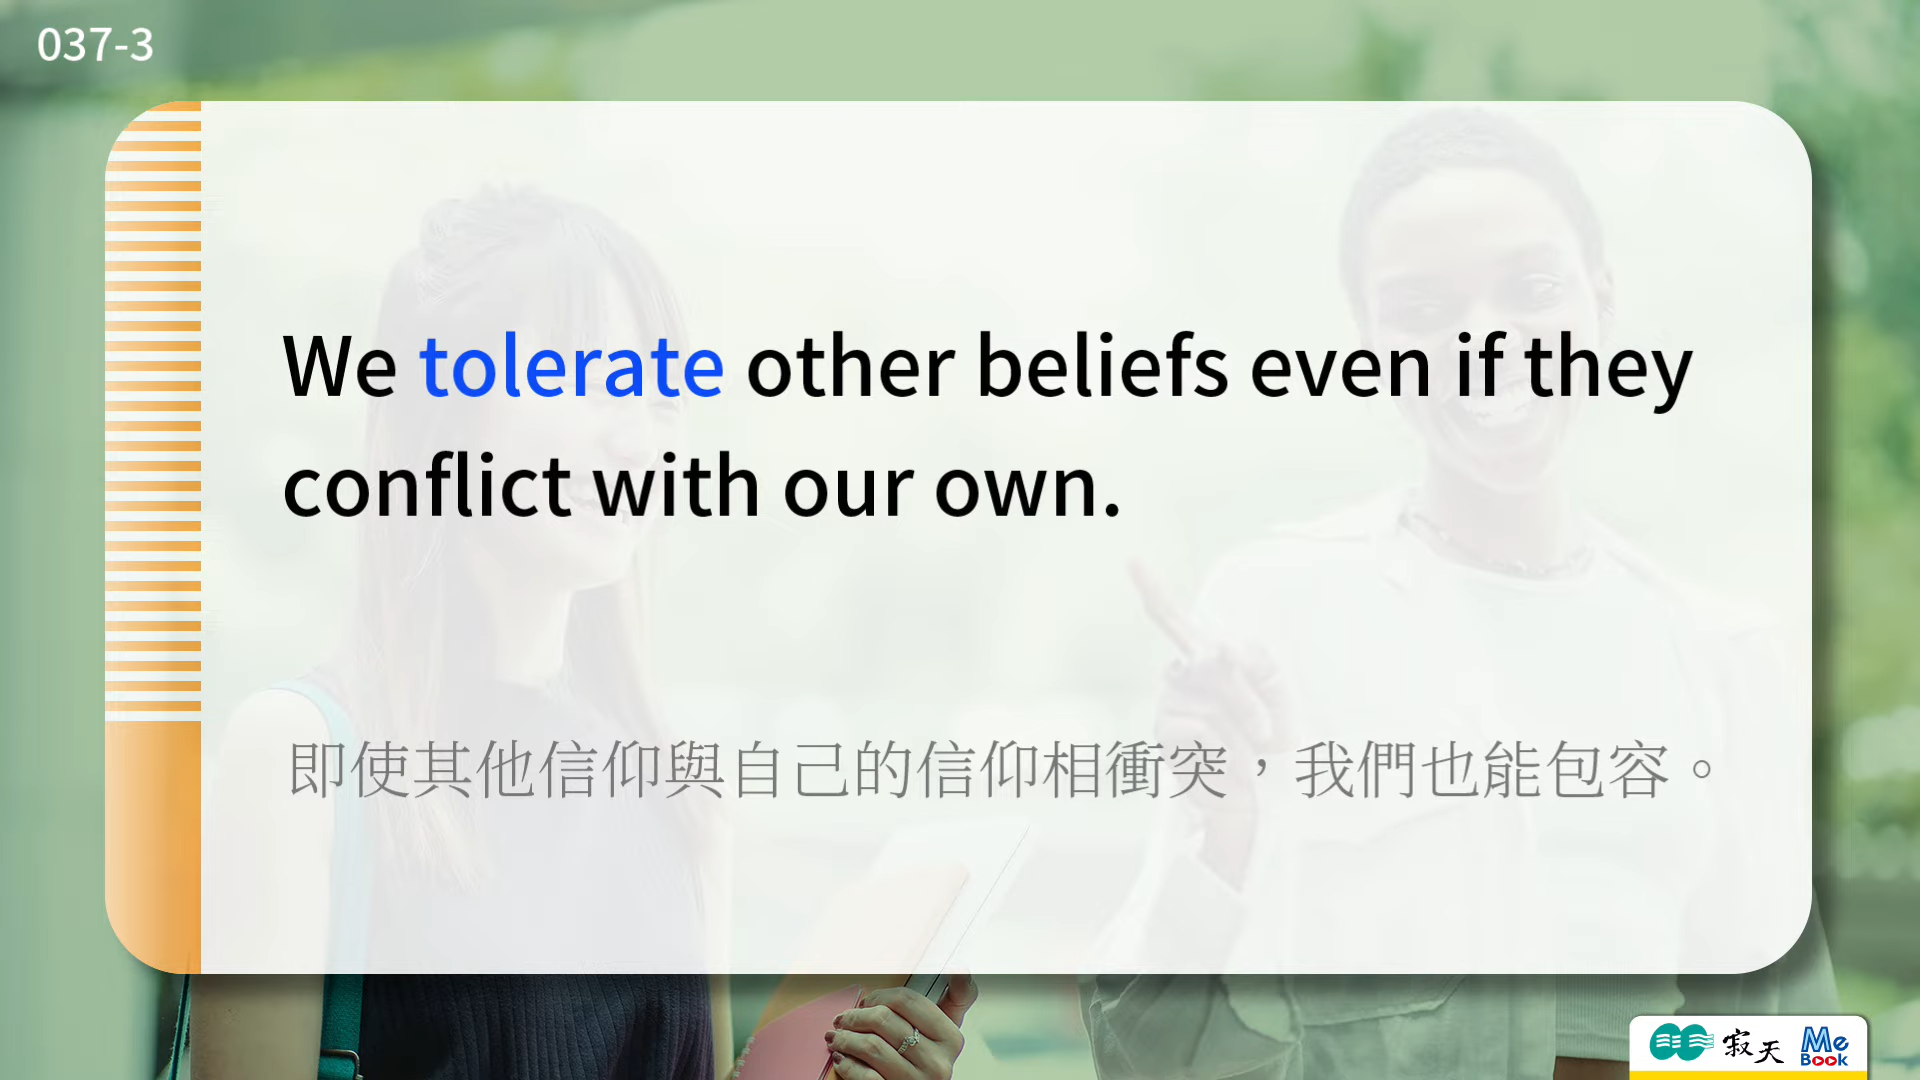 037-3
We tolerate other beliefs even if they
conflict with our own.
即使其他信仰與自己的信仰相衝突，我們也能包容。
寂天
Me
Book